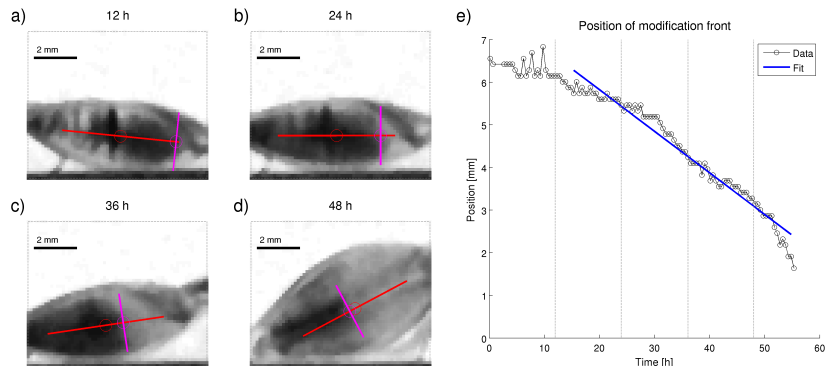 a) 12 h
2 mm
b) 24 h
2 mm
c) 36 h
2 mm
d) 48 h
2 mm
e)
Position of modification front
Data
Fit
Position [mm]
7
6
5
4
3
2
1
0
0 10 20 30 40 50 60
Time [h]